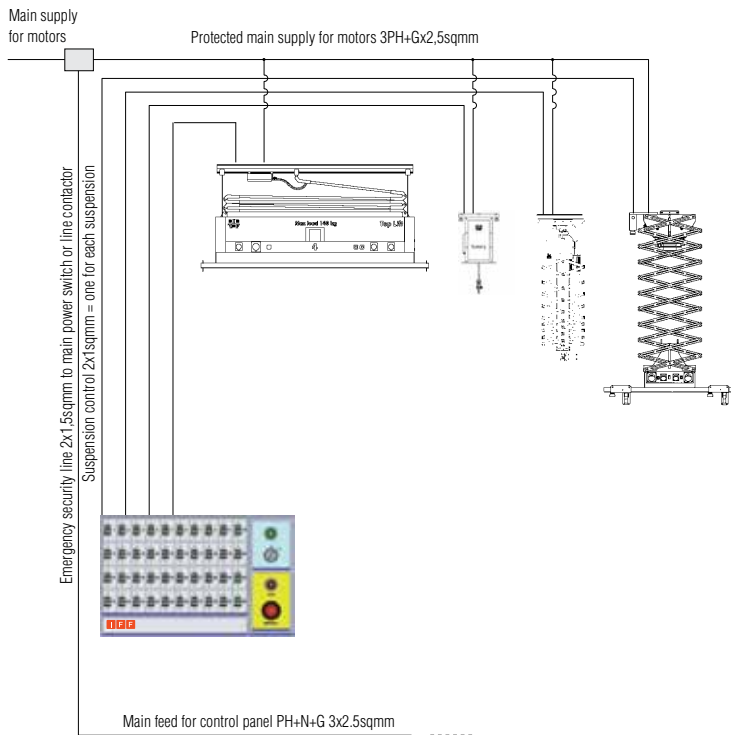 Main supply
for motors
Protected main supply for motors 3PH+Gx2,5sqmm
Emergency security line 2x1,5sqmm to main power switch or line contactor
Suspension control 2x1sqmm = one for each suspension
Max load 148 kg
4
IFF
Main feed for control panel PH+N+G 3x2.5sqmm